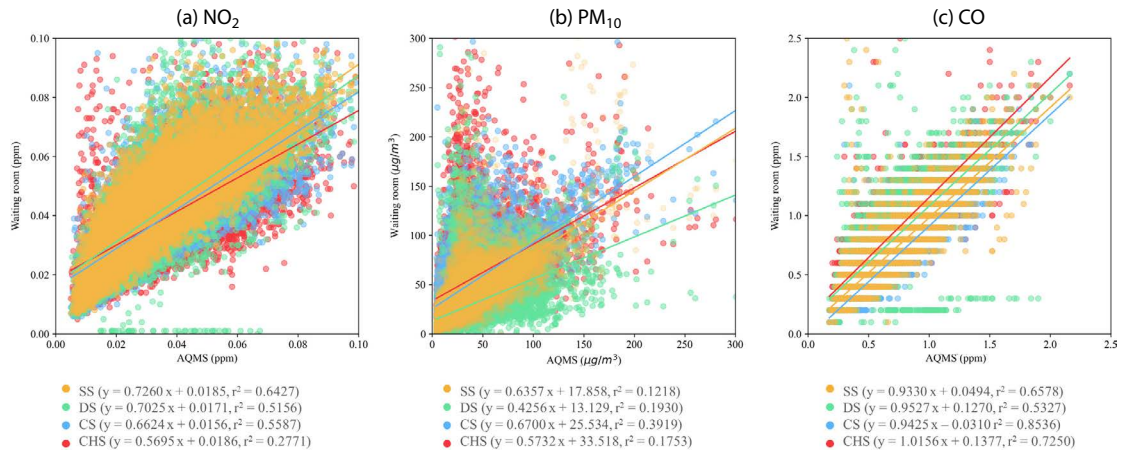 (a) NO₂
(b) PM₁₀
(c) CO
0.10
0.08
0.06
0.04
0.02
0.00
Waiting room (ppm)
0.00 0.02 0.04 0.06 0.08 0.10
AQMS (ppm)
300
250
200
150
100
50
0
Waiting room (μg/m³)
0 50 100 150 200 250 300
AQMS (μg/m³)
2.5
2.0
1.5
1.0
0.5
0.0
Waiting room (ppm)
0.0 0.5 1.0 1.5 2.0 2.5
AQMS (ppm)
SS (y = 0.7260 x + 0.0185, r² = 0.6427)
DS (y = 0.7025 x + 0.0171, r² = 0.5156)
CS (y = 0.6624 x + 0.0156, r² = 0.5587)
CHS (y = 0.5695 x + 0.0186, r² = 0.2771)
SS (y = 0.6357 x + 17.858, r² = 0.1218)
DS (y = 0.4256 x + 13.129, r² = 0.1930)
CS (y = 0.6700 x + 25.534, r² = 0.3919)
CHS (y = 0.5732 x + 33.518, r² = 0.1753)
SS (y = 0.9330 x + 0.0494, r² = 0.6578)
DS (y = 0.9527 x + 0.1270, r² = 0.5327)
CS (y = 0.9425 x − 0.0310, r² = 0.8536)
CHS (y = 1.0156 x + 0.1377, r² = 0.7250)